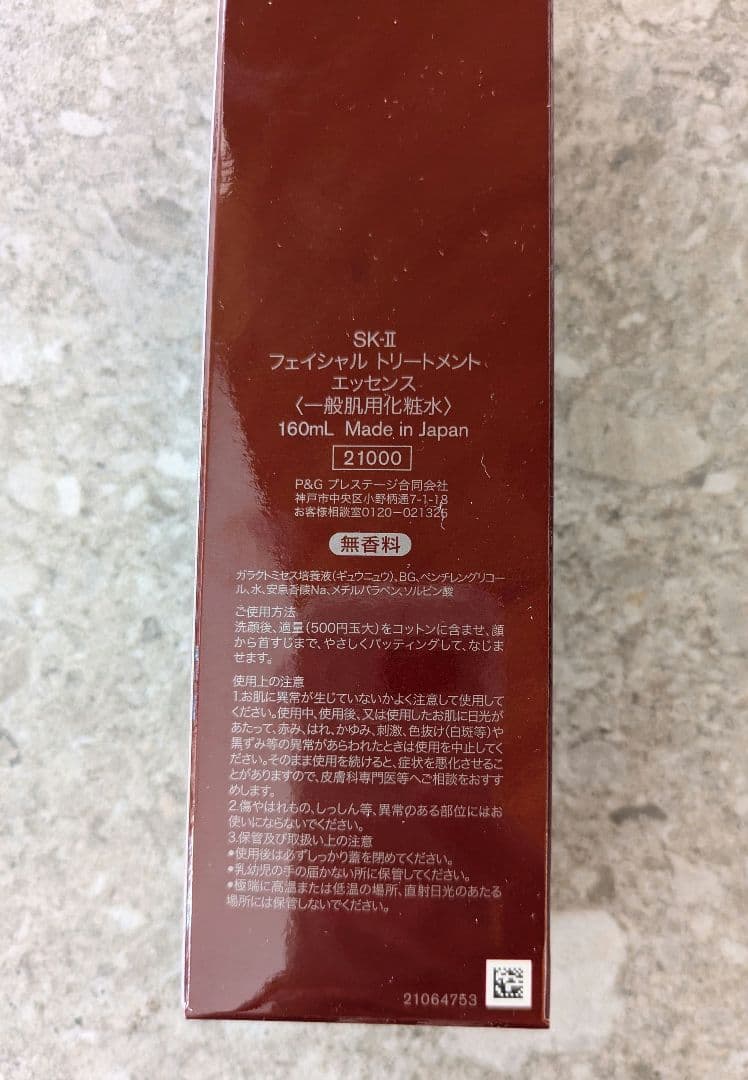 SK-II
フェイシャル トリートメント
エッセンス
〈一般肌用化粧水〉
160mL Made in Japan
21000
P&G プレステージ合同会社
神戸市中央区小野柄通7-1-18
お客様相談室0120-021325
無香料
ガラクトミセス培養液(ギュウニュウ)、BG、ペンチレングリコー
ル、水、安息香酸Na、メチルパラベン、ソルビン酸
ご使用方法
洗顔後、適量(500円玉大)をコットンに含ませ、顔
から首すじまで、やさしくパッティングして、なじま
せます。
使用上の注意
1.お肌に異常が生じていないかよく注意して使用して
ください。使用中、使用後、又は使用したお肌に日光が
あたって、赤み、はれ、かゆみ、刺激、色抜け(白斑等)や
黒ずみ等の異常があらわれたときは使用を中止してく
ださい。そのまま使用を続けると、症状を悪化させるこ
とがありますので、皮膚科専門医等へご相談をおすす
めします。
2.傷やはれもの、しっしん等、異常のある部位にはお
使いにならないでください。
3.保管及び取扱い上の注意
●使用後は必ずしっかり蓋を閉めてください。
●乳幼児の手の届かない所に保管してください。
●極端に高温または低温の場所、直射日光のあたる
場所には保管しないでください。
21064753